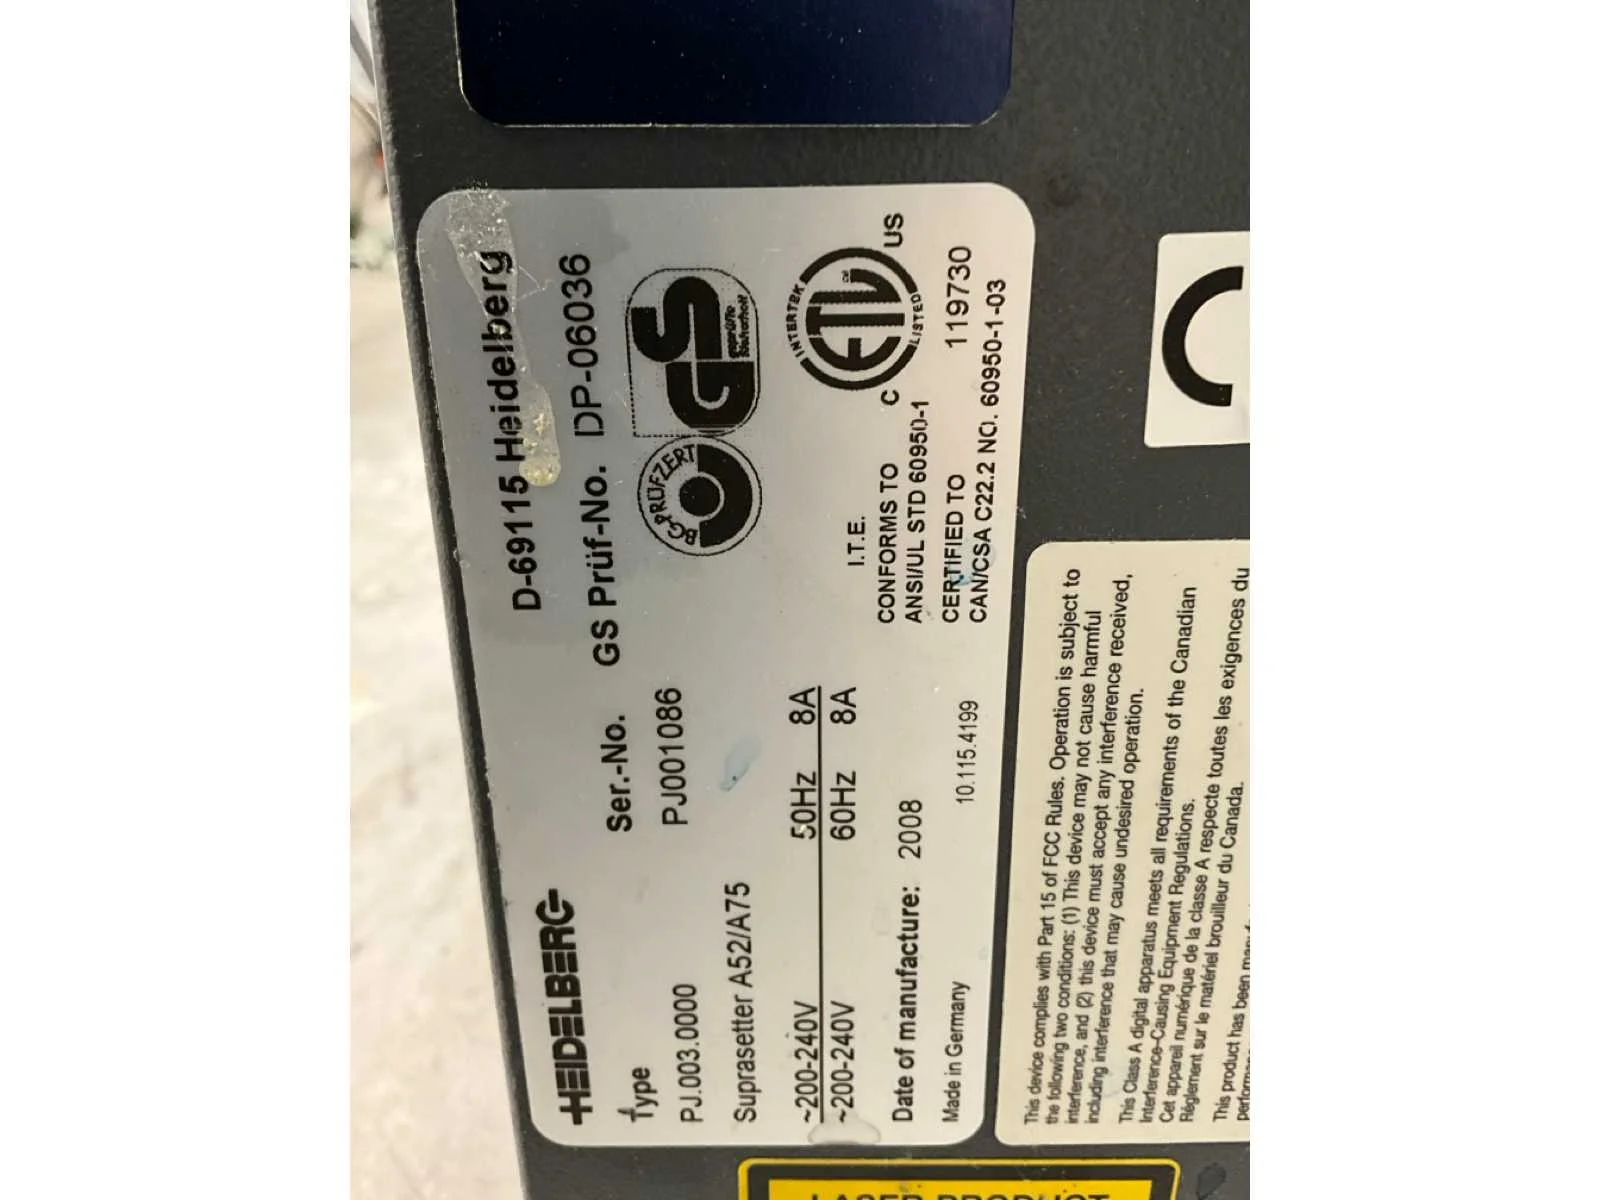 HEIDELBERG
D-69115 Heidelberg
Type
Ser.-No.
GS Prüf-No. DP-06036
PJ.003.0000
PJ001086
BG-PRÜFZERT
GS
geprüfte
Sicherheit
Suprasetter A52/A75
~200-240V 50Hz 8A
~200-240V 60Hz 8A
I.T.E.
INTERTEK
ETL
CM
LISTED
C
US
Date of manufacture: 2008
CONFORMS TO
ANSI/UL STD 60950-1
CERTIFIED TO 119730
CAN/CSA C22.2 NO. 60950-1-03
Made in Germany
10.115.4199
CE
This device complies with Part 15 of FCC Rules. Operation is subject to
the following two conditions: (1) This device may not cause harmful
interference, and (2) this device must accept any interference received,
including interference that may cause undesired operation.
This Class A digital apparatus meets all requirements of the Canadian
Interference-Causing Equipment Regulations.
Cet appareil numérique de la classe A respecte toutes les exigences du
Réglement sur le matériel brouilleur du Canada.
This product has been
LASER PRODUCT